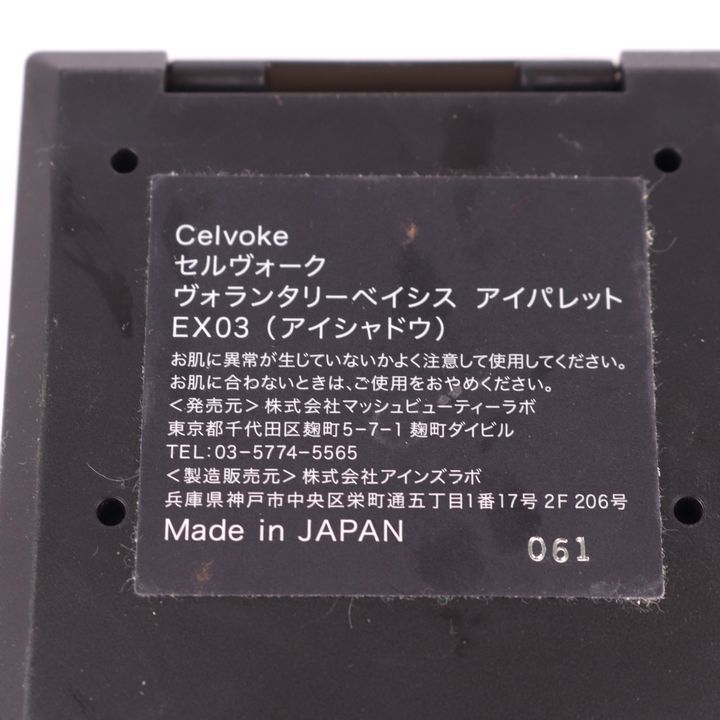 Celvoke
セルヴォーク
ヴォランタリーベイシス アイパレット
EX03（アイシャドウ）
お肌に異常が生じていないかよく注意して使用してください。
お肌に合わないときは、ご使用をおやめください。
＜発売元＞株式会社マッシュビューティーラボ
東京都千代田区麹町5-7-1 麹町ダイビル
TEL:03-5774-5565
＜製造販売元＞株式会社アインズラボ
兵庫県神戸市中央区栄町通五丁目1番17号 2F 206号
Made in JAPAN
061